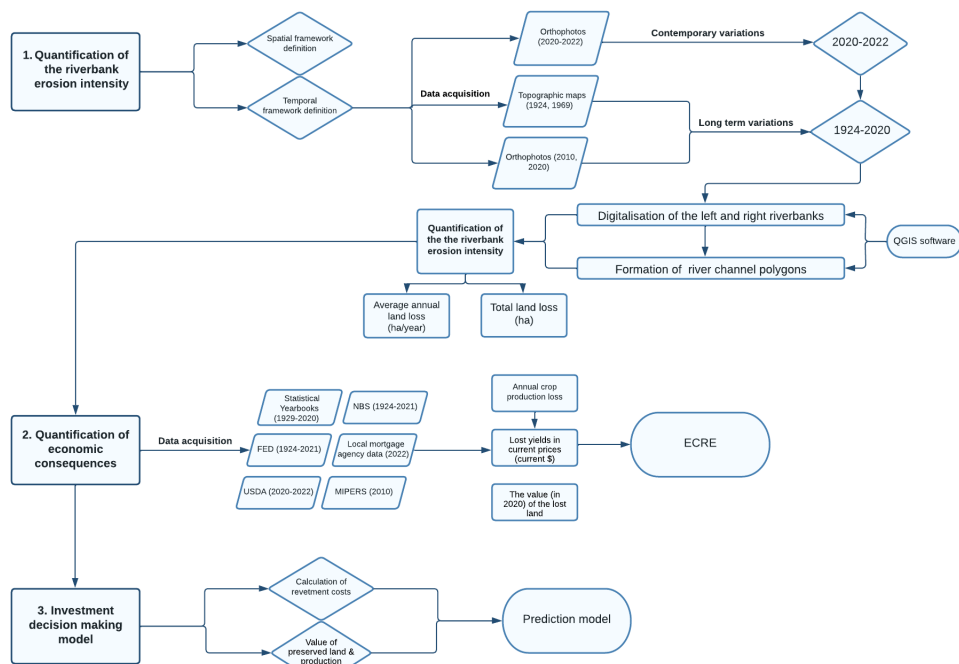 1. Quantification of
the riverbank
erosion intensity
Spatial framework
definition
Temporal
framework definition
Data acquisition
Orthophotos
(2020-2022)
Topographic maps
(1924, 1969)
Orthophotos (2010,
2020)
Contemporary variations
Long term variations
2020-2022
1924-2020
Digitalisation of the left and right riverbanks
Formation of river channel polygons
QGIS software
Quantification of
the the riverbank
erosion intensity
Average annual
land loss
(ha/year)
Total land loss
(ha)
2. Quantification of
economic
consequences
Data acquisition
Statistical
Yearbooks
(1929-2020)
NBS (1924-2021)
FED (1924-2021)
Local mortgage
agency data (2022)
USDA (2020-2022)
MIPERS (2010)
Annual crop
production loss
Lost yields in
current prices
(current $)
The value (in
2020) of the lost
land
ECRE
3. Investment
decision making
model
Calculation of
revetment costs
Value of
preserved land &
production
Prediction model